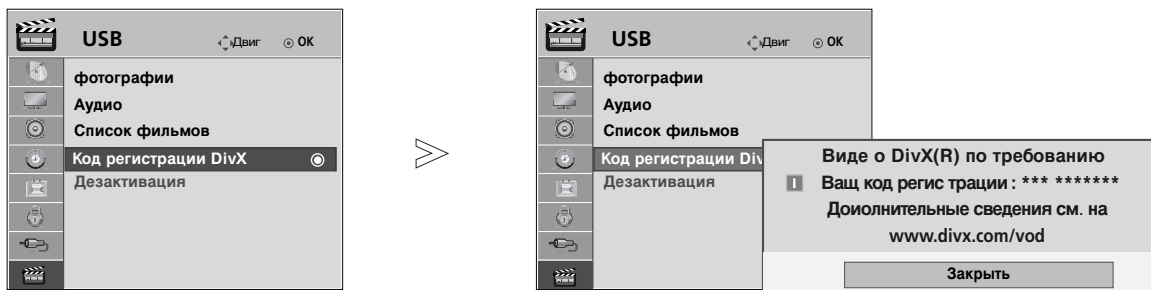 USB Двиг OK
фотографии
Аудио
Список фильмов
Код регистрации DivX
Дезактивация
USB Двиг OK
фотографии
Аудио
Список фильмов
Код регистрации Div
Дезактивация
Виде о DivX(R) по требованию
Ващ код регис трации : *** *******
Доиолнительные сведения см. на
www.divx.com/vod
Закрыть